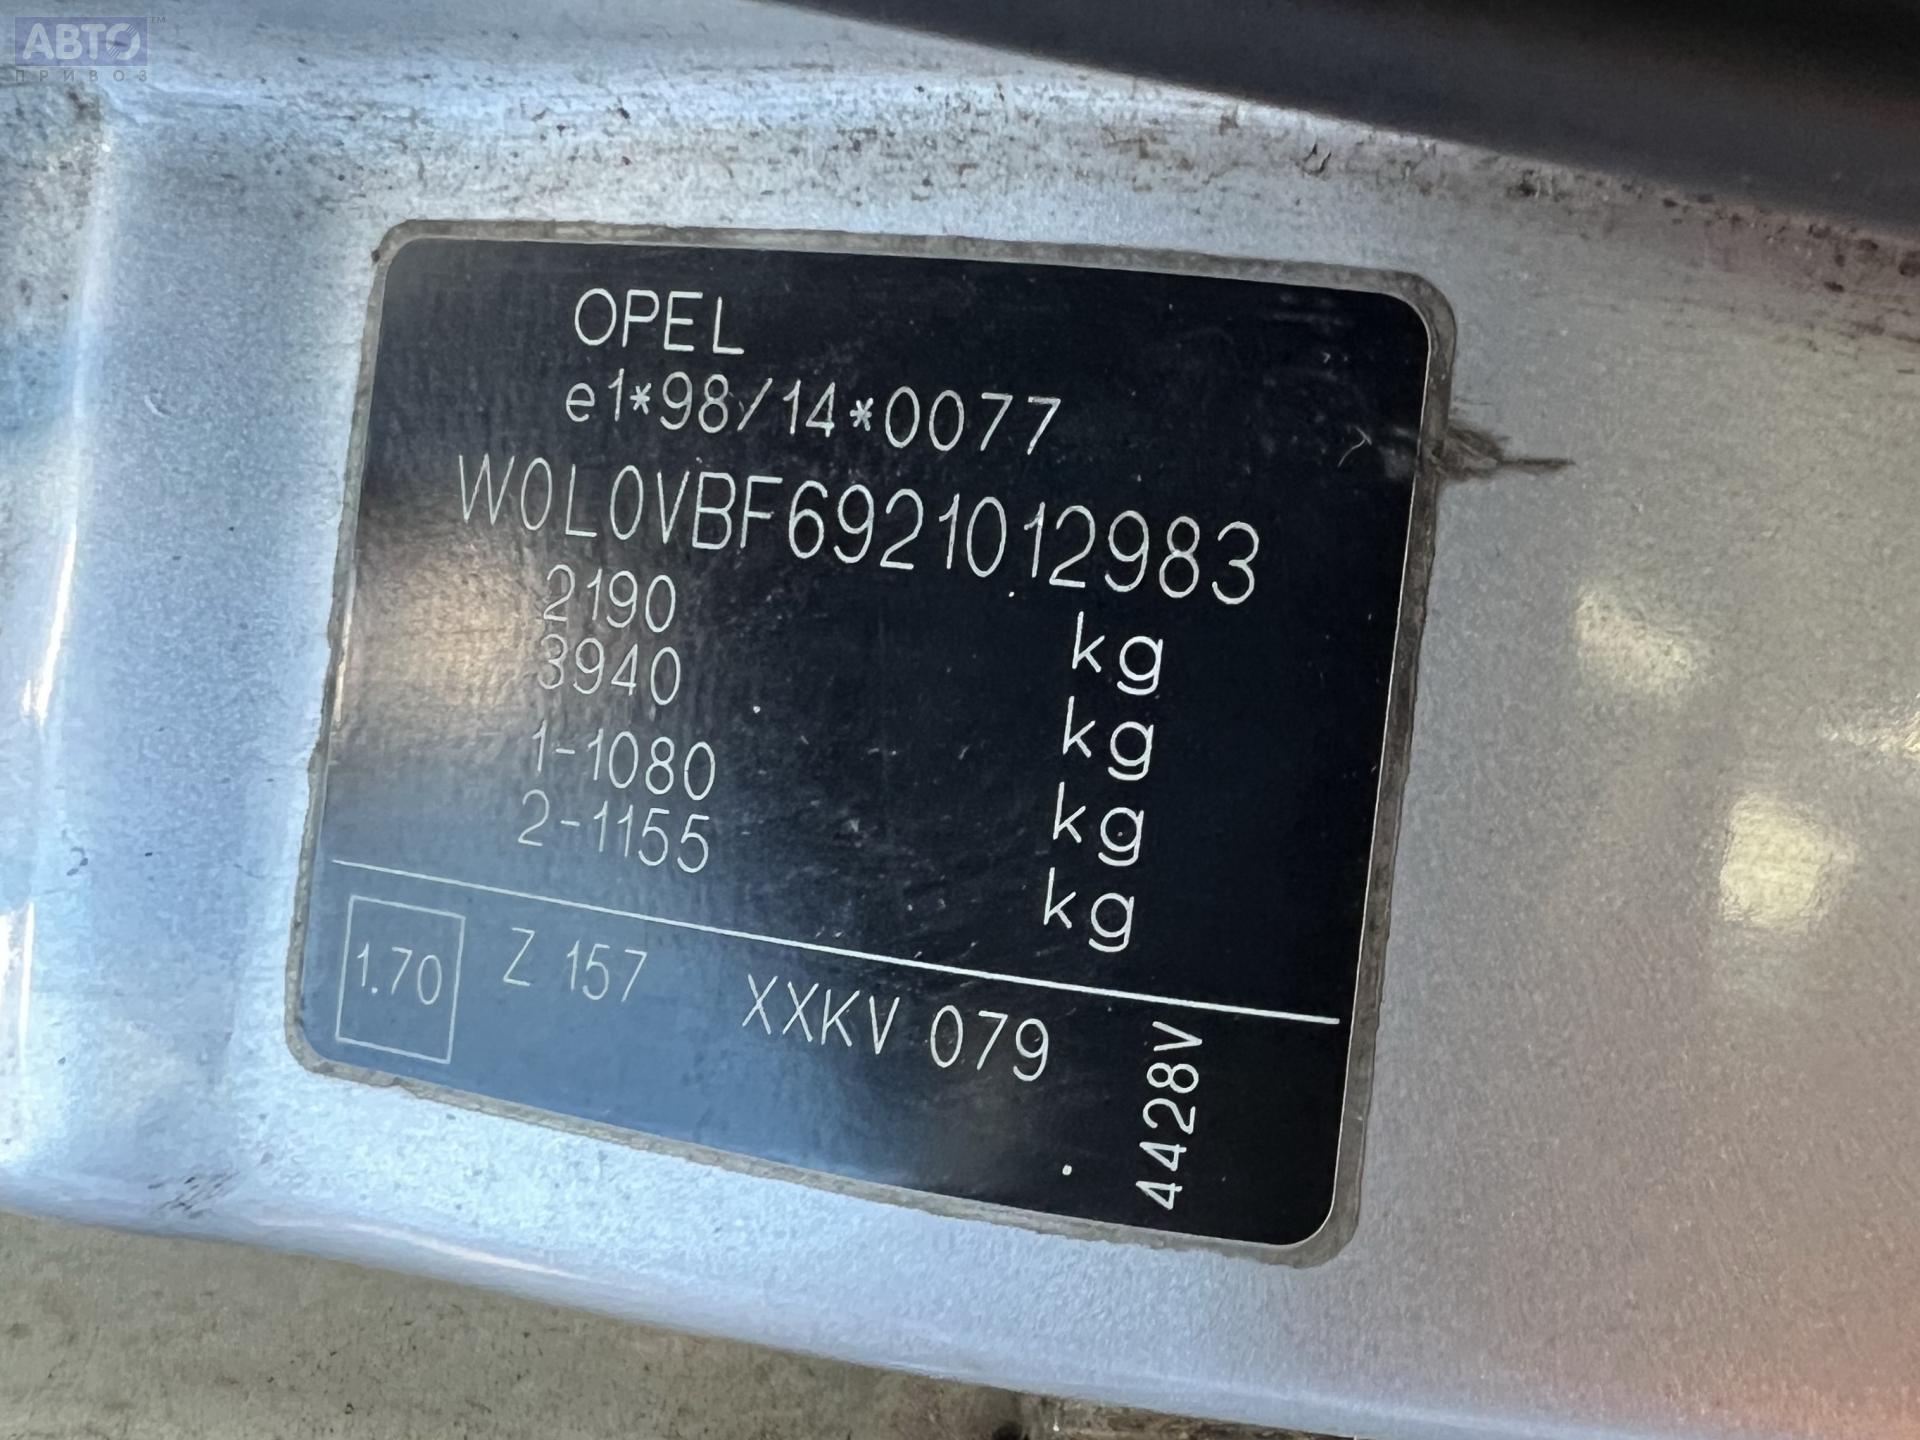 АВТО™
ПРИВОЗ
OPEL
e1*98/14*0077
W0L0VBF6921012983
2190 kg
3940 kg
1-1080 kg
2-1155 kg
1.70 Z 157 XXKV 079
4428V